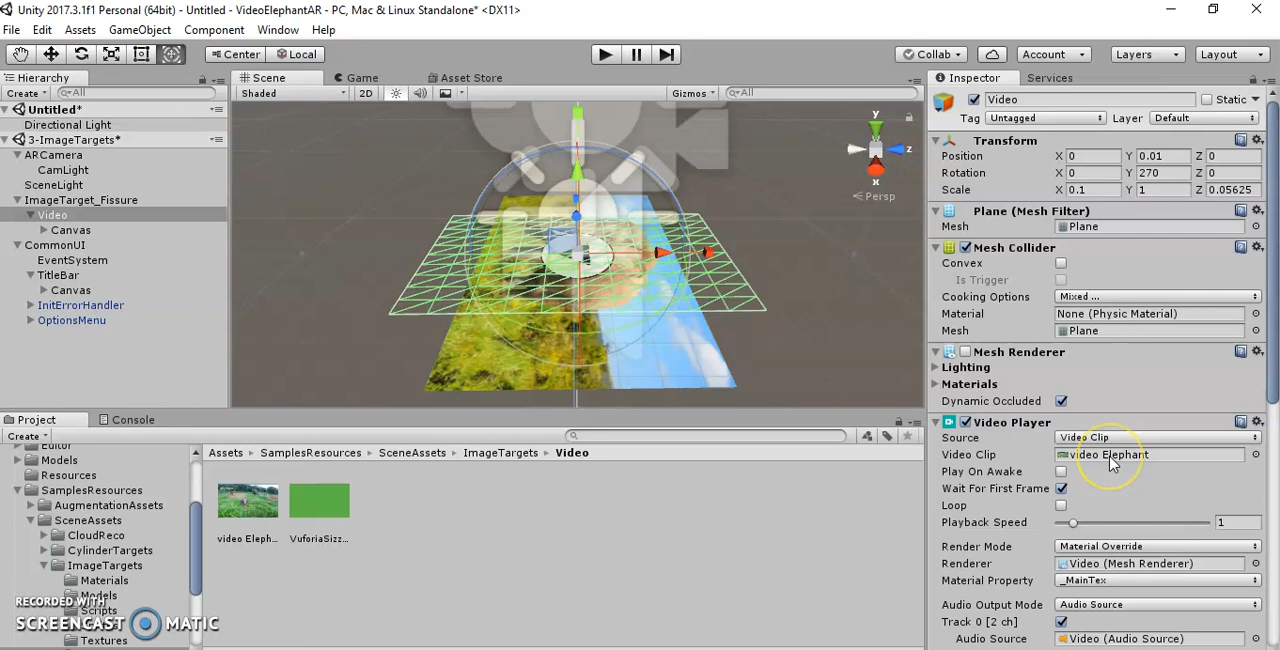 Unity 2017.3.1f1 Personal (64bit) - Untitled - VideoElephantAR - PC, Mac & Linux Standalone* <DX11>
File Edit Assets GameObject Component Window Help
Center Local Collab Account Layers Layout
Hierarchy
Create All
Untitled*
Directional Light
3-ImageTargets*
ARCamera
CamLight
SceneLight
ImageTarget_Fissure
Video
Canvas
CommonUI
EventSystem
TitleBar
Canvas
InitErrorHandler
OptionsMenu
Scene Game Asset Store
Shaded 2D Gizmos All
y
z
x
Persp
Project Console
Create
Editor
Models
Resources
SamplesResources
AugmentationAssets
SceneAssets
CloudReco
CylinderTargets
ImageTargets
Materials
Models
Scripts
Textures
RECORDED WITH
SCREENCAST MATIC
Assets SamplesResources SceneAssets ImageTargets Video
video Eleph... VuforiaSizz...
Inspector Services
Video Static
Tag Untagged Layer Default
Transform
Position X 0 Y 0.01 Z 0
Rotation X 0 Y 270 Z 0
Scale X 0.1 Y 1 Z 0.05625
Plane (Mesh Filter)
Mesh Plane
Mesh Collider
Convex
Is Trigger
Cooking Options Mixed ...
Material None (Physic Material)
Mesh Plane
Mesh Renderer
Lighting
Materials
Dynamic Occluded
Video Player
Source Video Clip
Video Clip video Elephant
Play On Awake
Wait For First Frame
Loop
Playback Speed 1
Render Mode Material Override
Renderer Video (Mesh Renderer)
Material Property _MainTex
Audio Output Mode Audio Source
Track 0 [2 ch]
Audio Source Video (Audio Source)